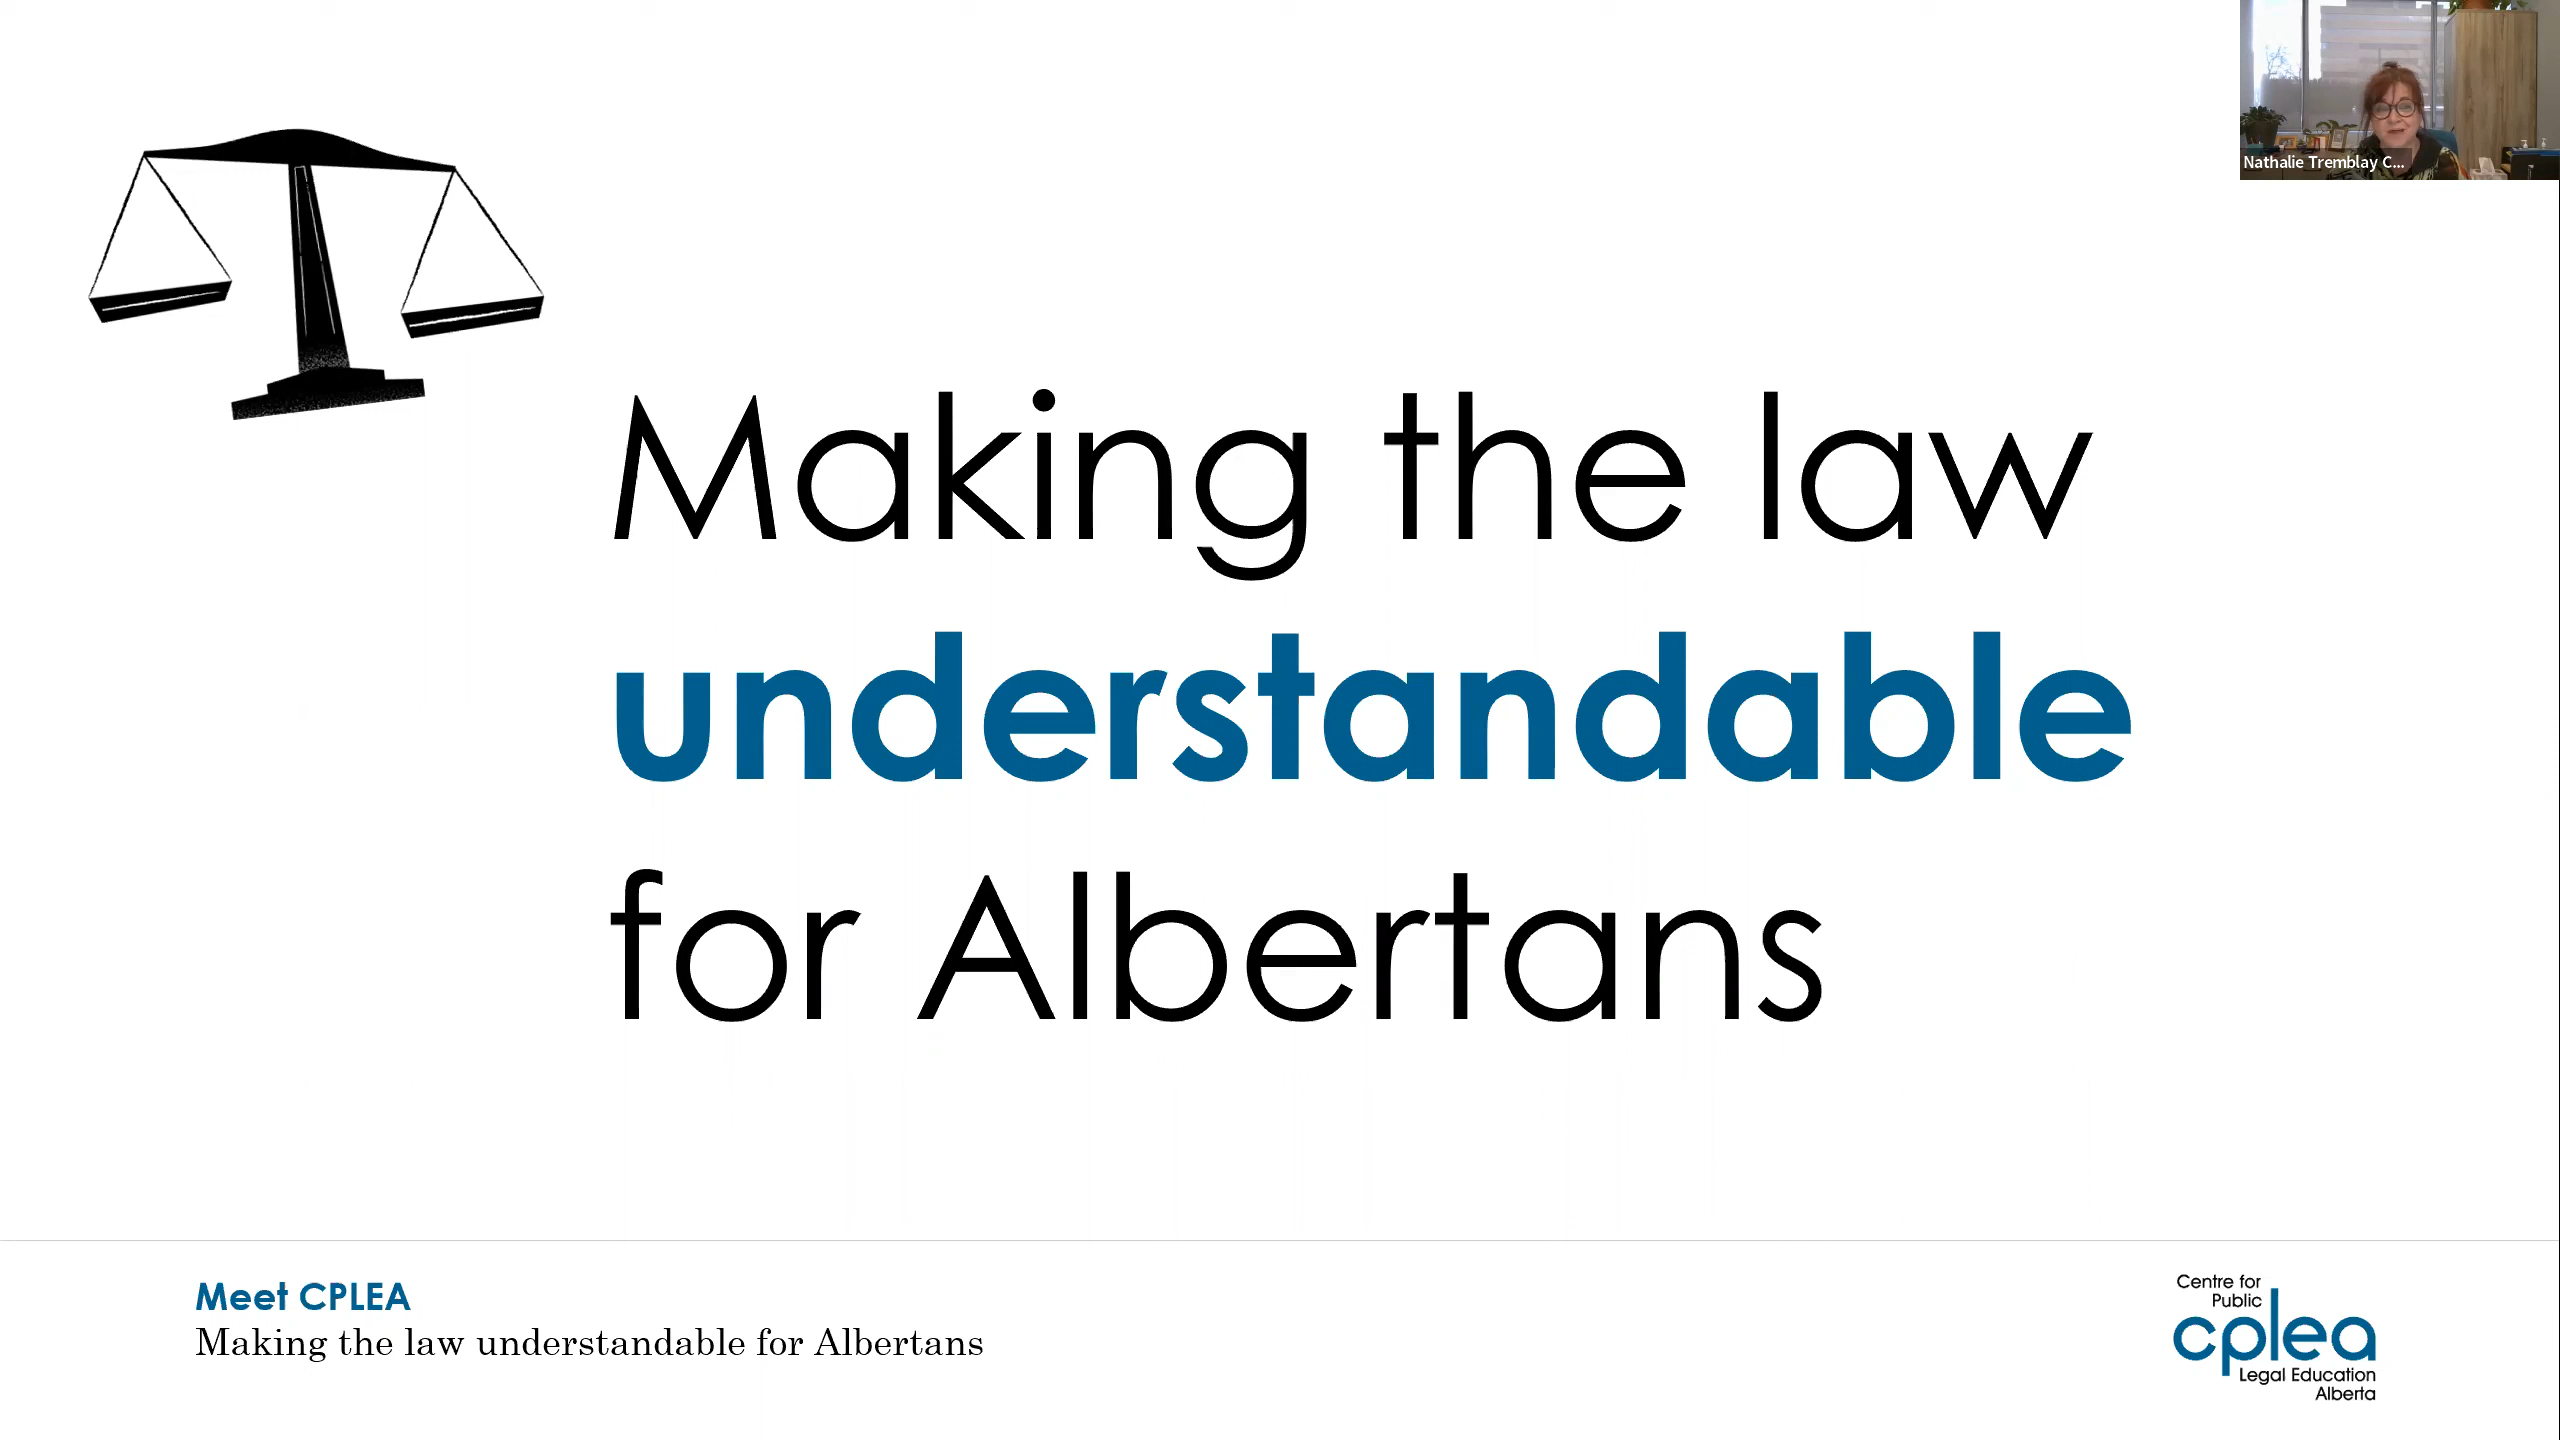 Nathalie Tremblay C...
Making the law
understandable
for Albertans
Meet CPLEA
Making the law understandable for Albertans
Centre for
Public
cplea
Legal Education
Alberta